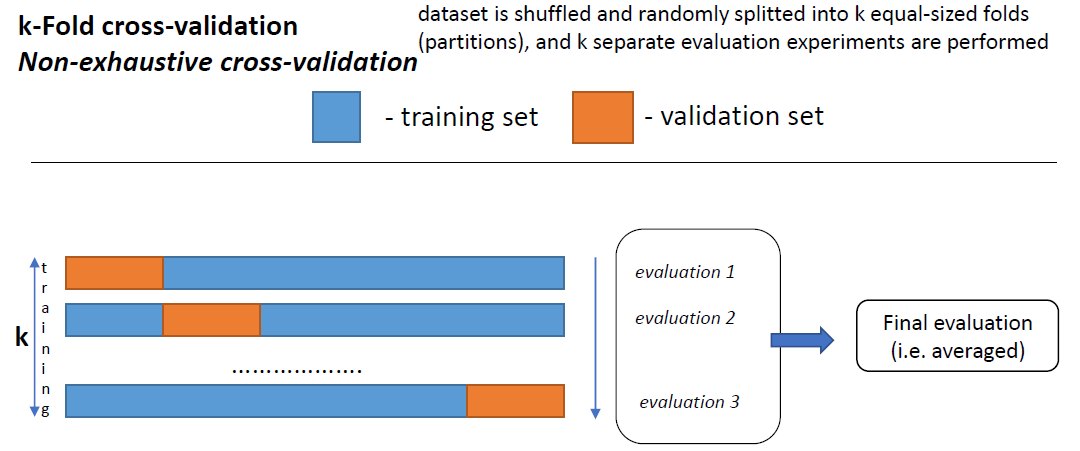 k-Fold cross-validation
Non-exhaustive cross-validation
dataset is shuffled and randomly splitted into k equal-sized folds
(partitions), and k separate evaluation experiments are performed
- training set
- validation set
k
training
……………….
evaluation 1
evaluation 2
evaluation 3
Final evaluation
(i.e. averaged)